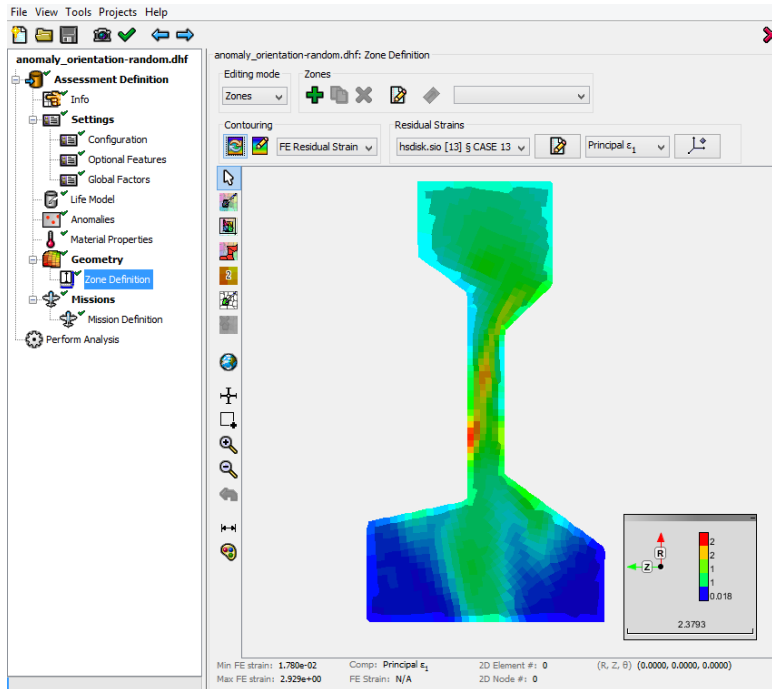 File View Tools Projects Help
anomaly_orientation-random.dhf
Assessment Definition
Info
Settings
Configuration
Optional Features
Global Factors
Life Model
Anomalies
Material Properties
Geometry
Zone Definition
Missions
Mission Definition
Perform Analysis
anomaly_orientation-random.dhf: Zone Definition
Editing mode Zones
Zones
Contouring Residual Strains
FE Residual Strain hsdisk.sio [13] § CASE 13 Principal ε₁
R
Z
2
2
1
1
0.018
2.3793
Min FE strain: 1.780e-02 Comp: Principal ε₁ 2D Element #: 0 (R, Z, θ) (0.0000, 0.0000, 0.0000)
Max FE strain: 2.929e+00 FE Strain: N/A 2D Node #: 0